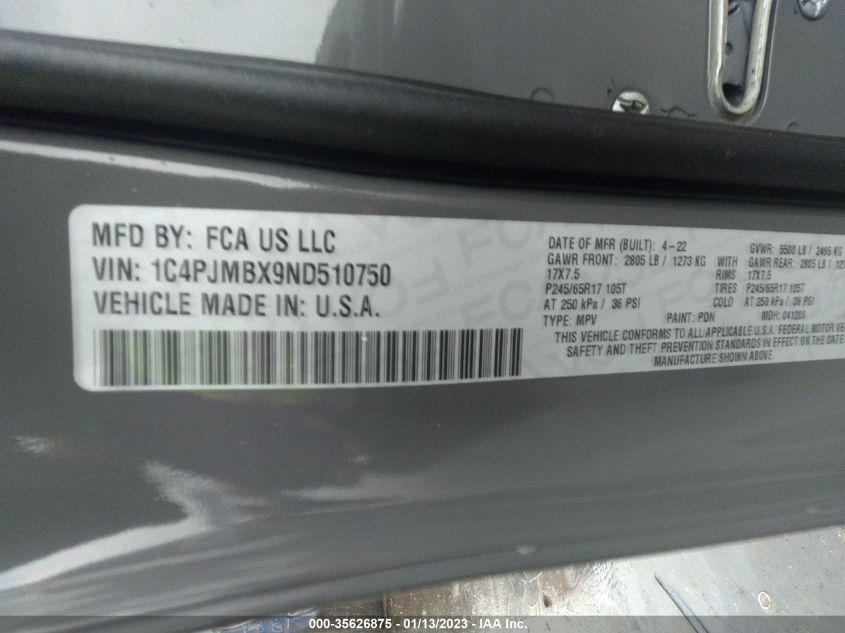 MFD BY: FCA US LLC
VIN: 1C4PJMBX9ND510750
VEHICLE MADE IN: U.S.A.
DATE OF MFR (BUILT): 4-22 GVWR: 5500 LB / 2495 KG
GAWR FRONT: 2805 LB / 1273 KG WITH GAWR REAR: 2805 LB /
17X7.5 RIMS 17X7.5
P245/65R17 105T TIRES P245/65R17 105T
AT 250 kPa / 36 PSI COLD AT 250 kPa / 36 PSI
TYPE: MPV PAINT: PDN MDH: 041206
THIS VEHICLE CONFORMS TO ALL APPLICABLE U.S.A. FEDERAL MOTOR
SAFETY AND THEFT PREVENTION STANDARDS IN EFFECT ON THE DATE
MANUFACTURE SHOWN ABOVE.
000-35626875 - 01/13/2023 - IAA Inc.